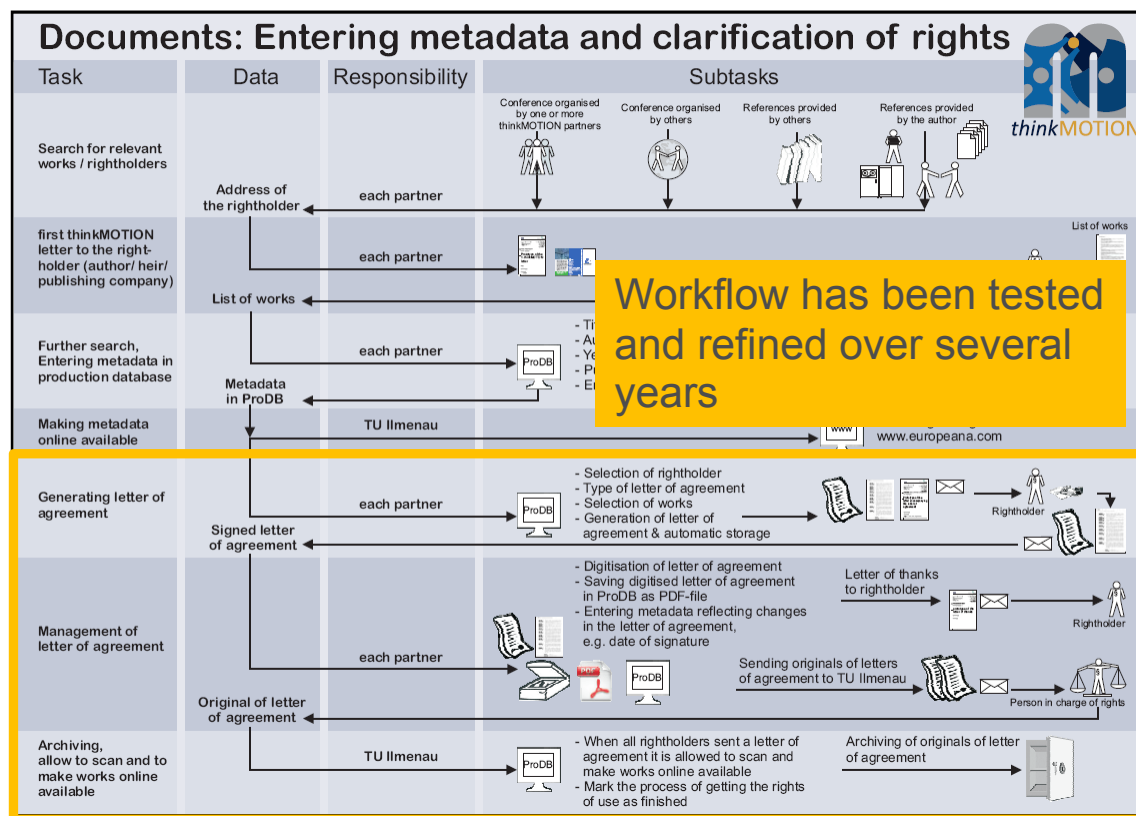 Documents: Entering metadata and clarification of rights
thinkMOTION
Task
Data
Responsibility
Subtasks
Search for relevant
works / rightholders
Conference organised
by one or more
thinkMOTION partners
Conference organised
by others
References provided
by others
References provided
by the author
Address of
the rightholder
each partner
first thinkMOTION
letter to the right-
holder (author/ heir/
publishing company)
each partner
List of works
List of works
Workflow has been tested
and refined over several
years
Further search,
Entering metadata in
production database
each partner
ProDB
Metadata
in ProDB
Making metadata
online available
TU Ilmenau
www
www.europeana.com
Generating letter of
agreement
each partner
ProDB
- Selection of rightholder
- Type of letter of agreement
- Selection of works
- Generation of letter of
agreement & automatic storage
Rightholder
Signed letter
of agreement
Management of
letter of agreement
each partner
- Digitisation of letter of agreement
- Saving digitised letter of agreement
in ProDB as PDF-file
- Entering metadata reflecting changes
in the letter of agreement,
e.g. date of signature
PDF
ProDB
Letter of thanks
to rightholder
Rightholder
Sending originals of letters
of agreement to TU Ilmenau
Person in charge of rights
Original of letter
of agreement
Archiving,
allow to scan and to
make works online
available
TU Ilmenau
ProDB
- When all rightholders sent a letter of
agreement it is allowed to scan and
make works online available
- Mark the process of getting the rights
of use as finished
Archiving of originals of letter
of agreement